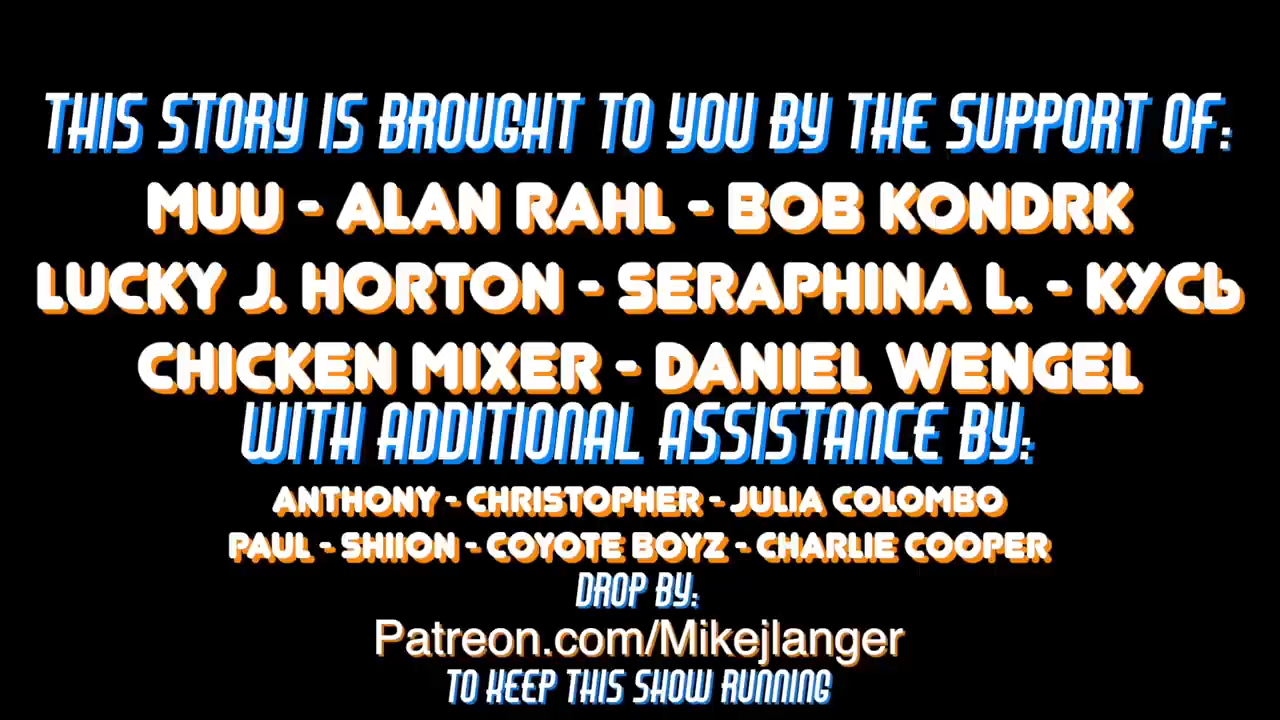 THIS STORY IS BROUGHT TO YOU BY THE SUPPORT OF:
MUU - ALAN RAHL - BOB KONDRK
LUCKY J. HORTON - SERAPHINA L. - КУСЬ
CHICKEN MIXER - DANIEL WENGEL
WITH ADDITIONAL ASSISTANCE BY:
ANTHONY - CHRISTOPHER - JULIA COLOMBO
PAUL - SHIION - COYOTE BOYZ - CHARLIE COOPER
DROP BY:
Patreon.com/Mikejlanger
TO KEEP THIS SHOW RUNNING